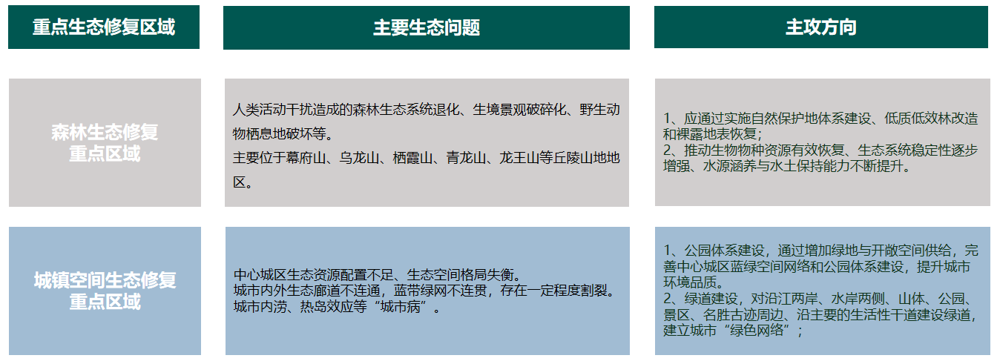 重点生态修复区域
主要生态问题
主攻方向
森林生态修复
重点区域
人类活动干扰造成的森林生态系统退化、生境景观破碎化、野生动
物栖息地破坏等。
主要位于幕府山、乌龙山、栖霞山、青龙山、龙王山等丘陵山地地
区。
1、应通过实施自然保护地体系建设、低质低效林改造
和裸露地表恢复；
2、推动生物物种资源有效恢复、生态系统稳定性逐步
增强、水源涵养与水土保持能力不断提升。
城镇空间生态修复
重点区域
中心城区生态资源配置不足、生态空间格局失衡。
城市内外生态廊道不连通，蓝带绿网不连贯，存在一定程度割裂。
城市内涝、热岛效应等“城市病”。
1、公园体系建设，通过增加绿地与开敞空间供给，完
善中心城区蓝绿空间网络和公园体系建设，提升城市
环境品质。
2、绿道建设，对沿江两岸、水岸两侧、山体、公园、
景区、名胜古迹周边、沿主要的生活性干道建设绿道，
建立城市“绿色网络”；